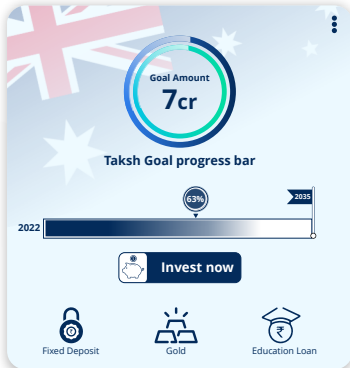 Goal Amount
7cr
Taksh Goal progress bar
63%
2035
2022
Invest now
Fixed Deposit
Gold
Education Loan